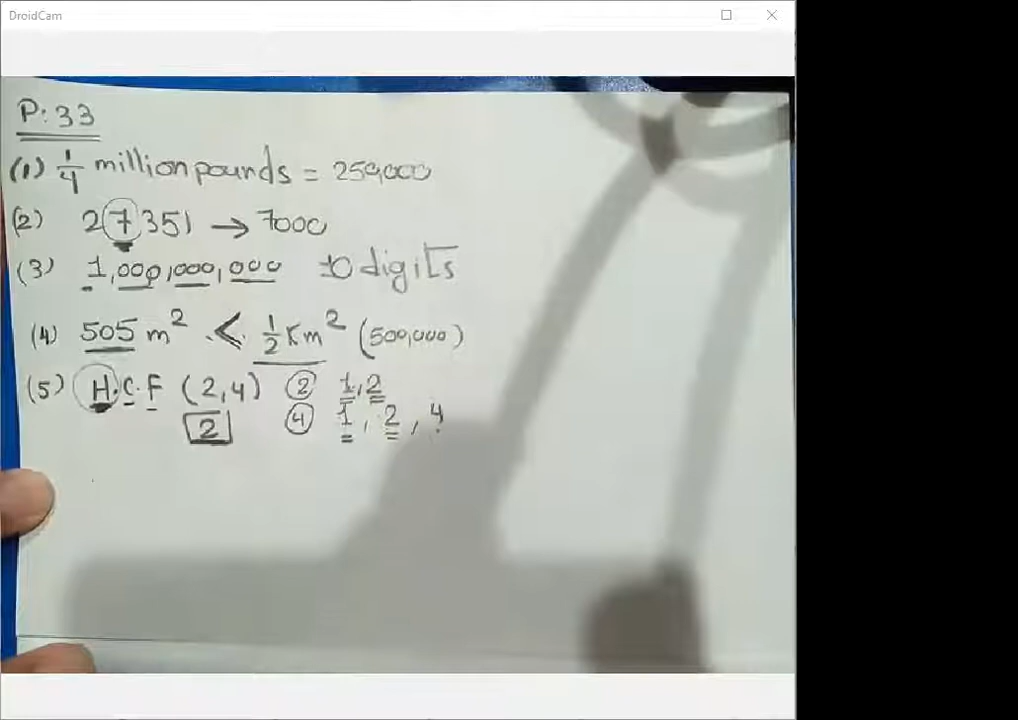 DroidCam
P: 33
(1) 1/4 million pounds = 250,000
(2) 27351 → 7000
(3) 1,000,000,000 10 digits
(4) 505 m² < 1/2 Km² (500,000)
(5) H.C.F (2,4) ② 1,2
2 ④ 1, 2, 4